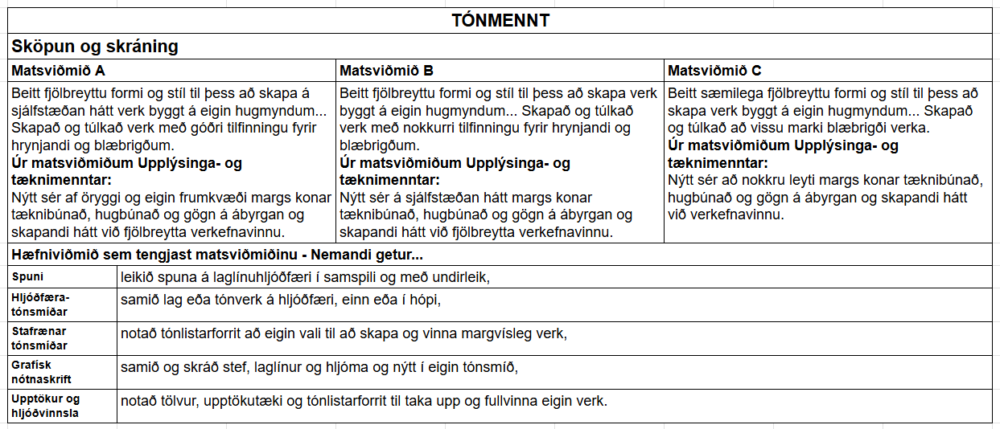 TÓNMENNT
Sköpun og skráning
Matsviðmið A
Beitt fjölbreyttu formi og stíl til þess að skapa á
sjálfstæðan hátt verk byggt á eigin hugmyndum...
Skapað og túlkað verk með góðri tilfinningu fyrir
hrynjandi og blæbrigðum.
Úr matsviðmiðum Upplýsinga- og
tæknimenntar:
Nýtt sér af öryggi og eigin frumkvæði margs konar
tæknibúnað, hugbúnað og gögn á ábyrgan og
skapandi hátt við fjölbreytta verkefnavinnu.
Matsviðmið B
Beitt fjölbreyttu formi og stíl til þess að skapa verk
byggt á eigin hugmyndum... Skapað og túlkað
verk með nokkurri tilfinningu fyrir hrynjandi og
blæbrigðum.
Úr matsviðmiðum Upplýsinga- og
tæknimenntar:
Nýtt sér á sjálfstæðan hátt margs konar
tæknibúnað, hugbúnað og gögn á ábyrgan og
skapandi hátt við fjölbreytta verkefnavinnu.
Matsviðmið C
Beitt sæmilega fjölbreyttu formi og stíl til þess að
skapa verk byggt á eigin hugmyndum... Skapað
og túlkað að vissu marki blæbrigði verka.
Úr matsviðmiðum Upplýsinga- og
tæknimenntar:
Nýtt sér að nokkru leyti margs konar tæknibúnað,
hugbúnað og gögn á ábyrgan og skapandi hátt
við verkefnavinnu.
Hæfniviðmið sem tengjast matsviðmiðinu - Nemandi getur...
Spuni
leikið spuna á laglínuhljóðfæri í samspili og með undirleik,
Hljóðfæra-
tónsmíðar
samið lag eða tónverk á hljóðfæri, einn eða í hópi,
Stafrænar
tónsmíðar
notað tónlistarforrit að eigin vali til að skapa og vinna margvísleg verk,
Grafísk
nótnaskrift
samið og skráð stef, laglínur og hljóma og nýtt í eigin tónsmíð,
Upptökur og
hljóðvinnsla
notað tölvur, upptökutæki og tónlistarforrit til taka upp og fullvinna eigin verk.